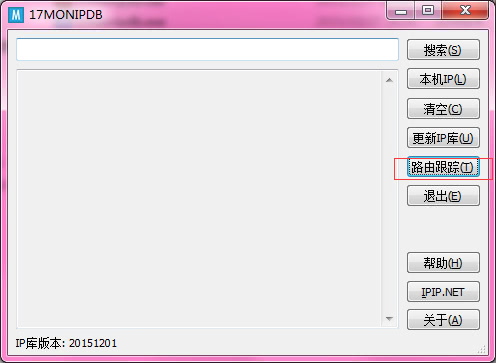 M 17MONIPDB
搜索(S)
本机IP(L)
清空(C)
更新IP库(U)
路由跟踪(T)
退出(E)
帮助(H)
IPIP.NET
关于(A)
IP库版本: 20151201